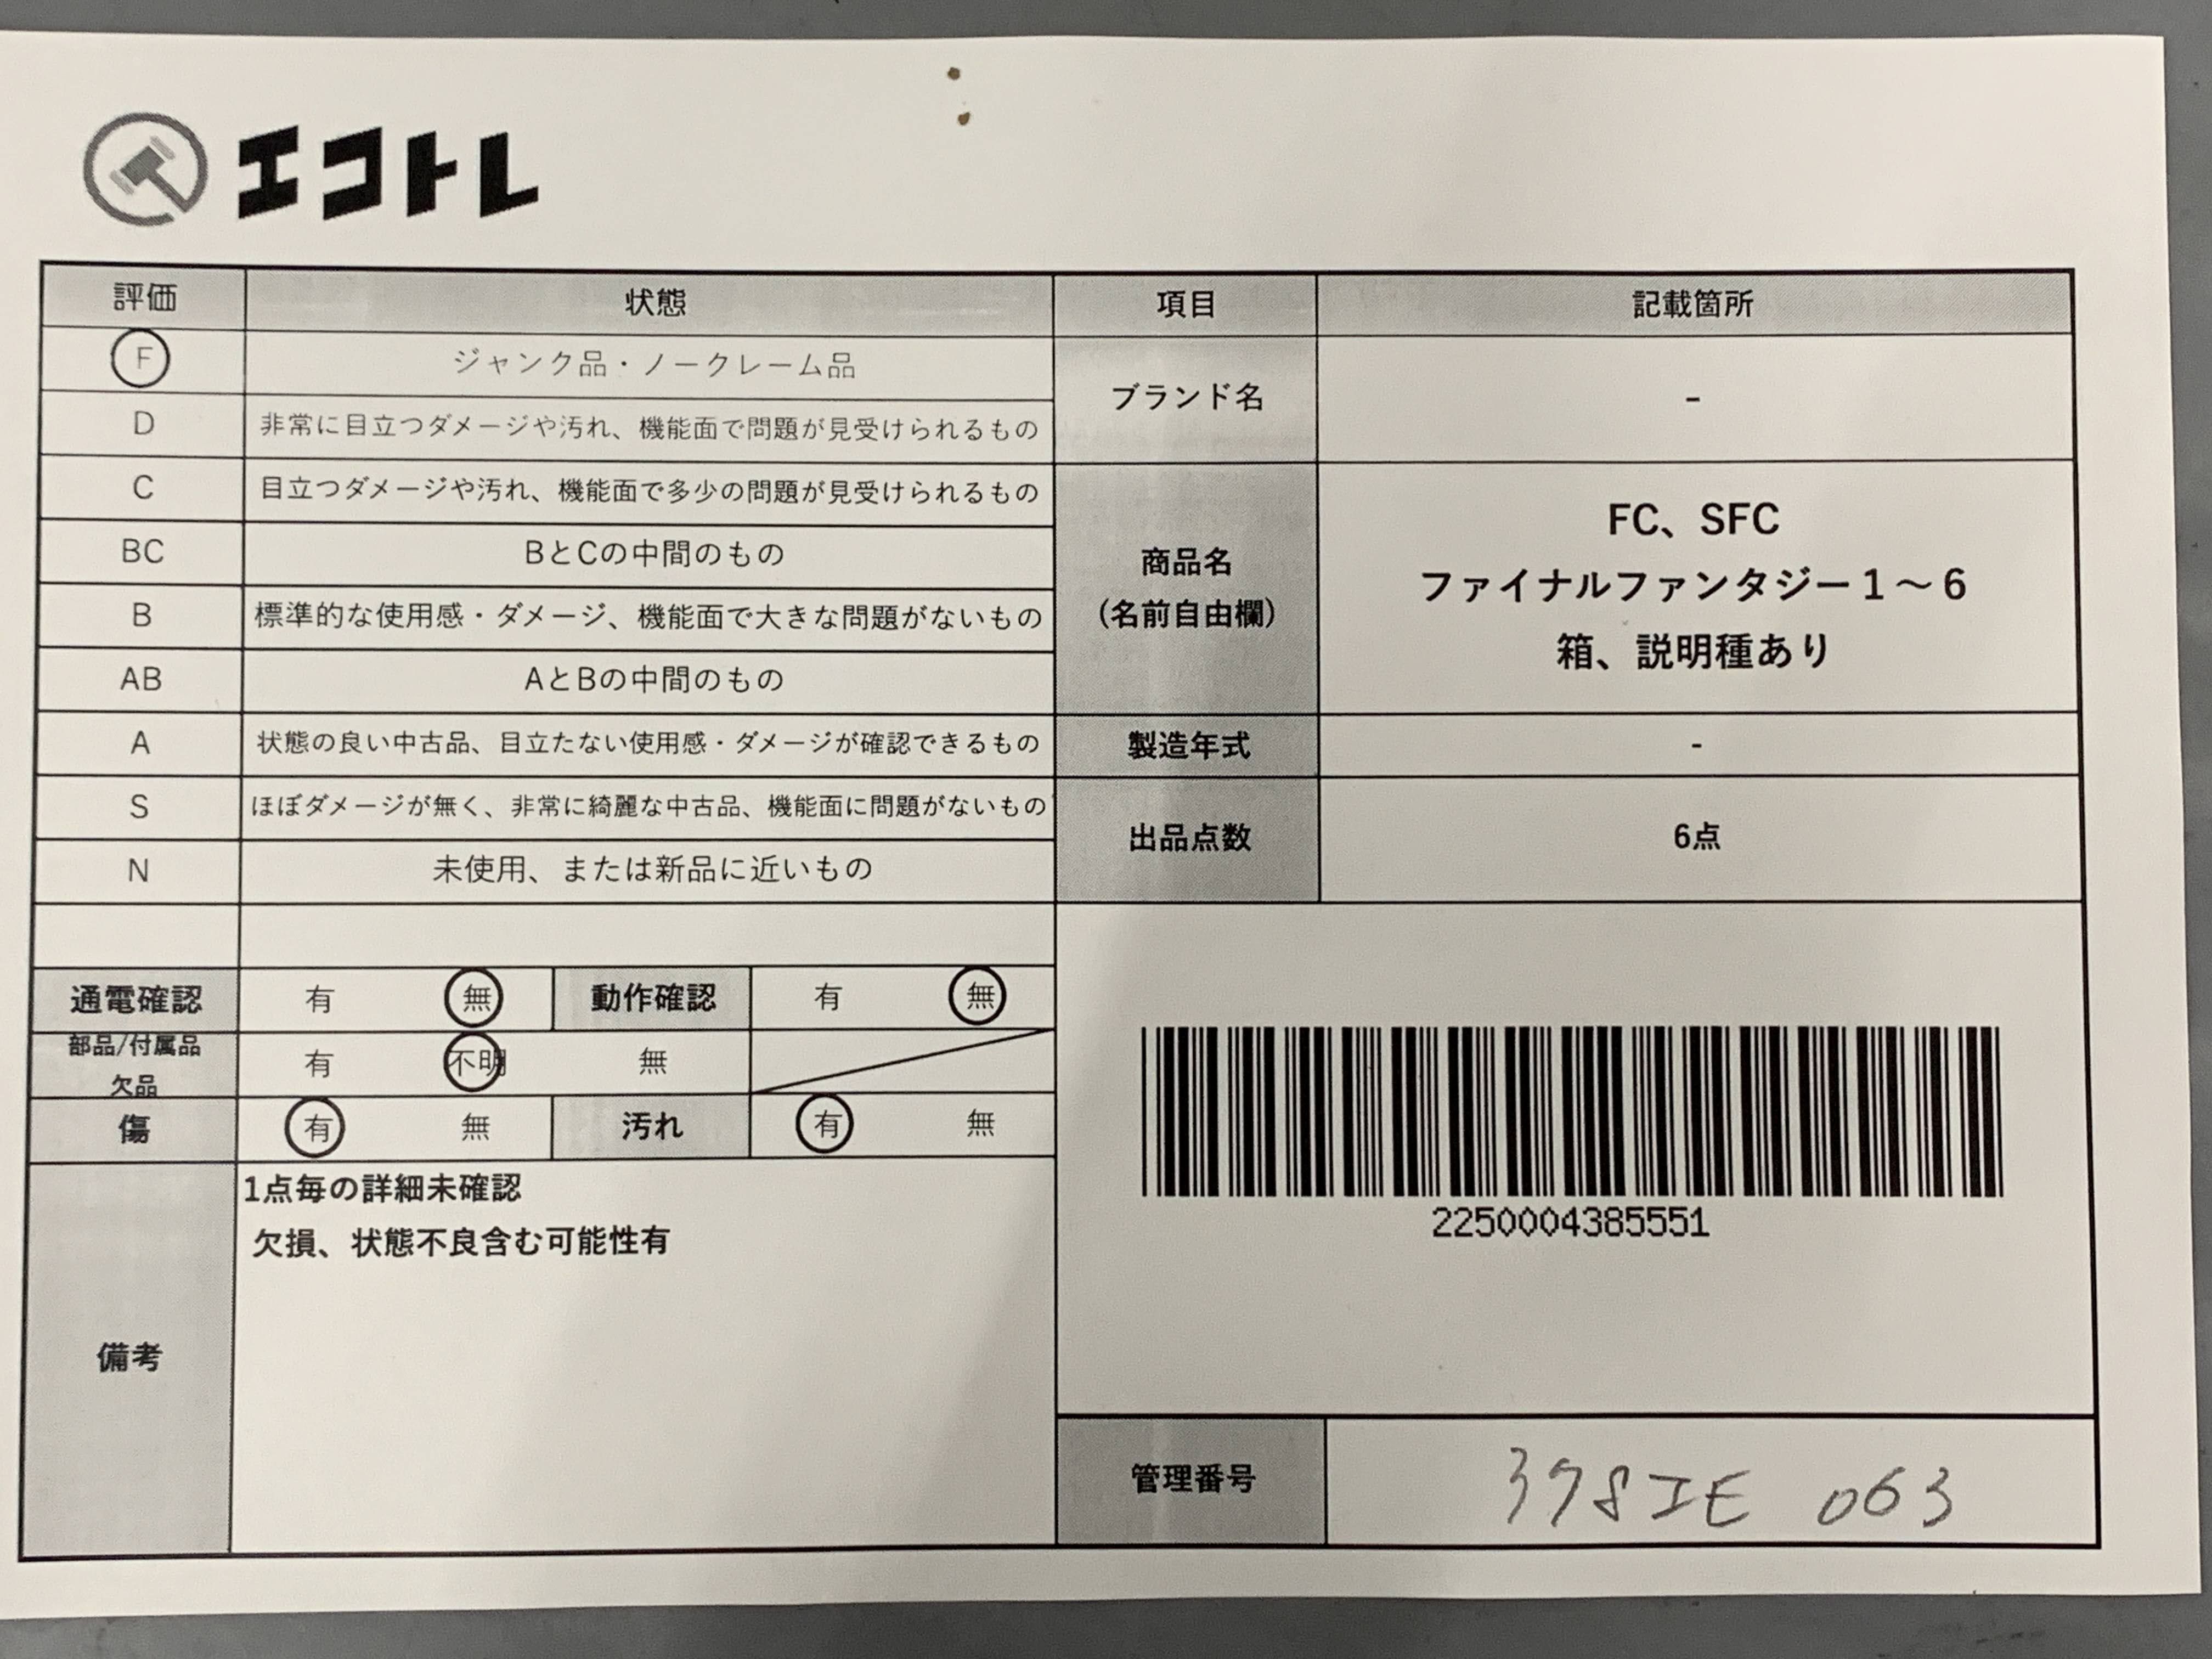 エコトレ
評価 状態 項目 記載箇所
F ジャンク品・ノークレーム品
D 非常に目立つダメージや汚れ、機能面で問題が見受けられるもの
ブランド名 -
C 目立つダメージや汚れ、機能面で多少の問題が見受けられるもの
BC BとCの中間のもの
B 標準的な使用感・ダメージ、機能面で大きな問題がないもの
AB AとBの中間のもの
商品名
(名前自由欄)
FC、SFC
ファイナルファンタジー１～６
箱、説明種あり
A 状態の良い中古品、目立たない使用感・ダメージが確認できるもの
製造年式 -
S ほぼダメージが無く、非常に綺麗な中古品、機能面に問題がないもの
N 未使用、または新品に近いもの
出品点数 6点
通電確認 有 無 動作確認 有 無
部品/付属品
欠品
有 不明 無
傷 有 無 汚れ 有 無
備考
1点毎の詳細未確認
欠損、状態不良含む可能性有
2250004385551
管理番号 378IE 063